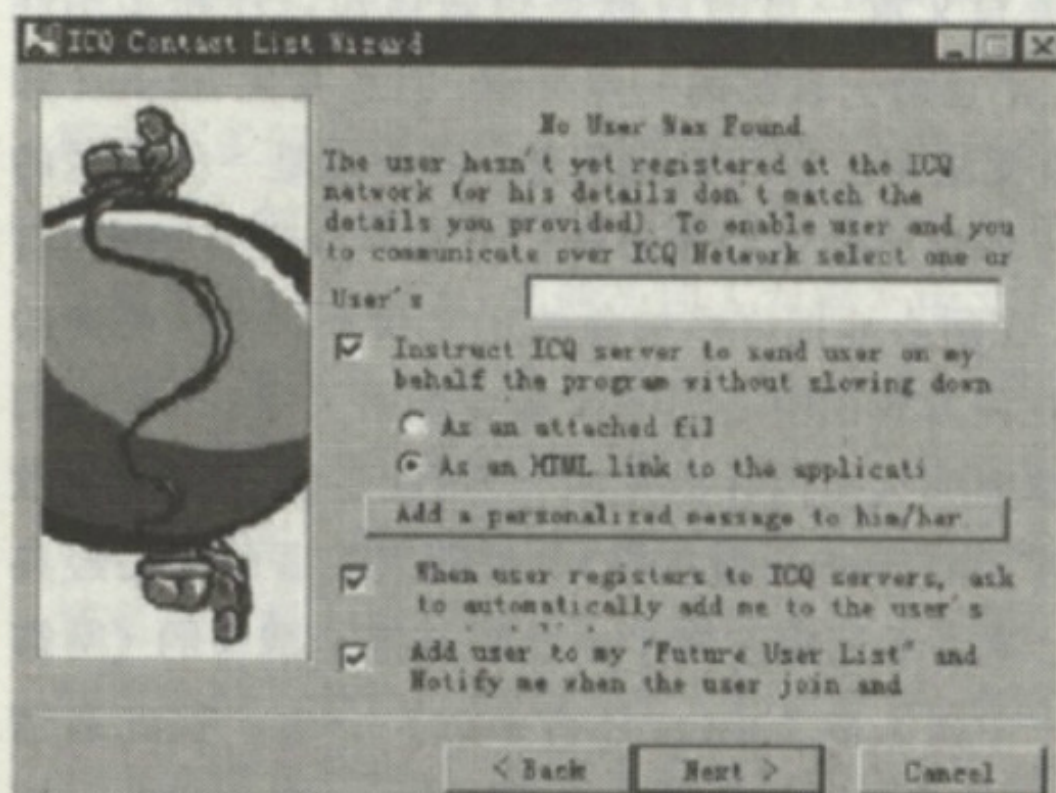 ICQ Contact List Wizard
No User Was Found
The user hasn't yet registered at the ICQ
network (or his details don't match the
details you provided). To enable user and you
to communicate over ICQ Network select one or
User's
Instruct ICQ server to send user on my
behalf the program without slowing down
As an attached fil
As an HTML link to the applicati
Add a personalized message to him/her.
When user registers to ICQ servers, ask
to automatically add me to the user's
Add user to my "Future User List" and
Notify me when the user join and
< Back
Next >
Cancel